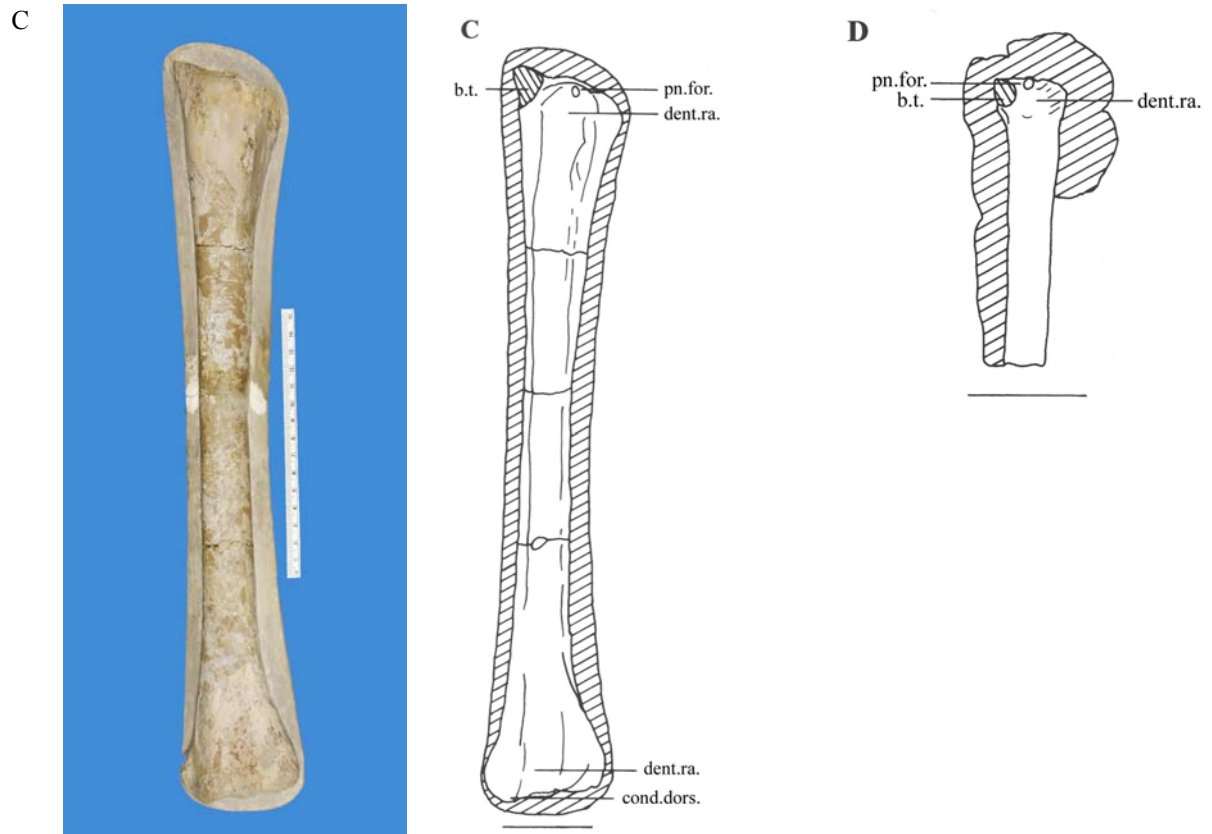 C
C
b.t.
pn.for.
dent.ra.
dent.ra.
cond.dors.
D
pn.for.
b.t.
dent.ra.